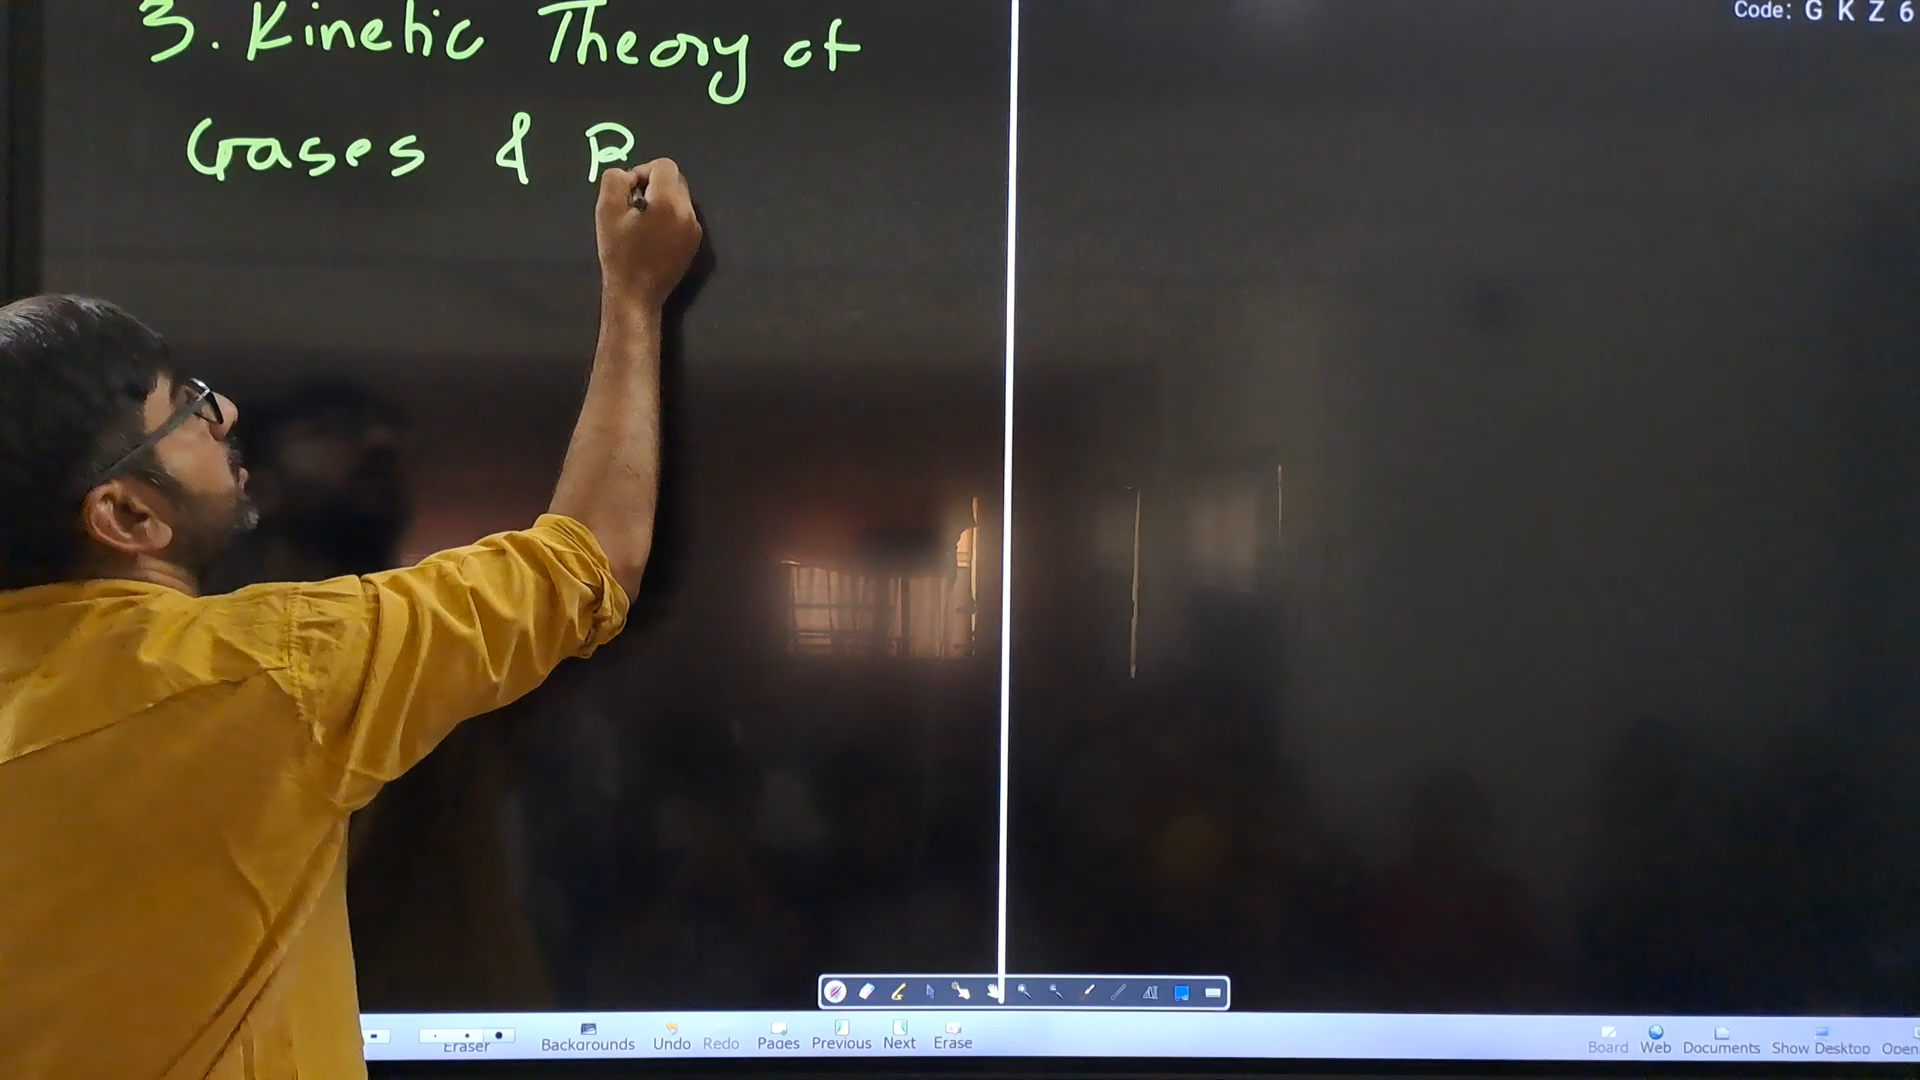 Code: G K Z 6
3. Kinetic Theory of
Gases & R
Eraser Backgrounds Undo Redo Pages Previous Next Erase Board Web Documents Show Desktop Open